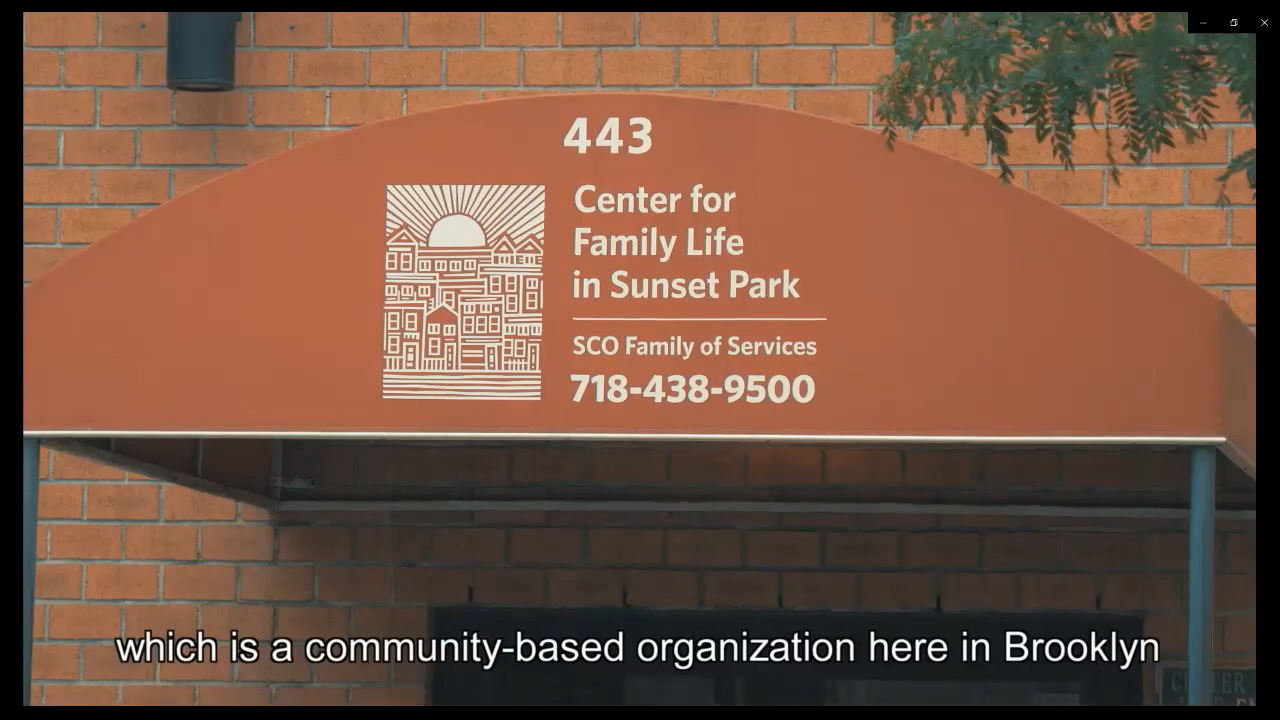 443
Center for
Family Life
in Sunset Park
SCO Family of Services
718-438-9500
which is a community-based organization here in Brooklyn